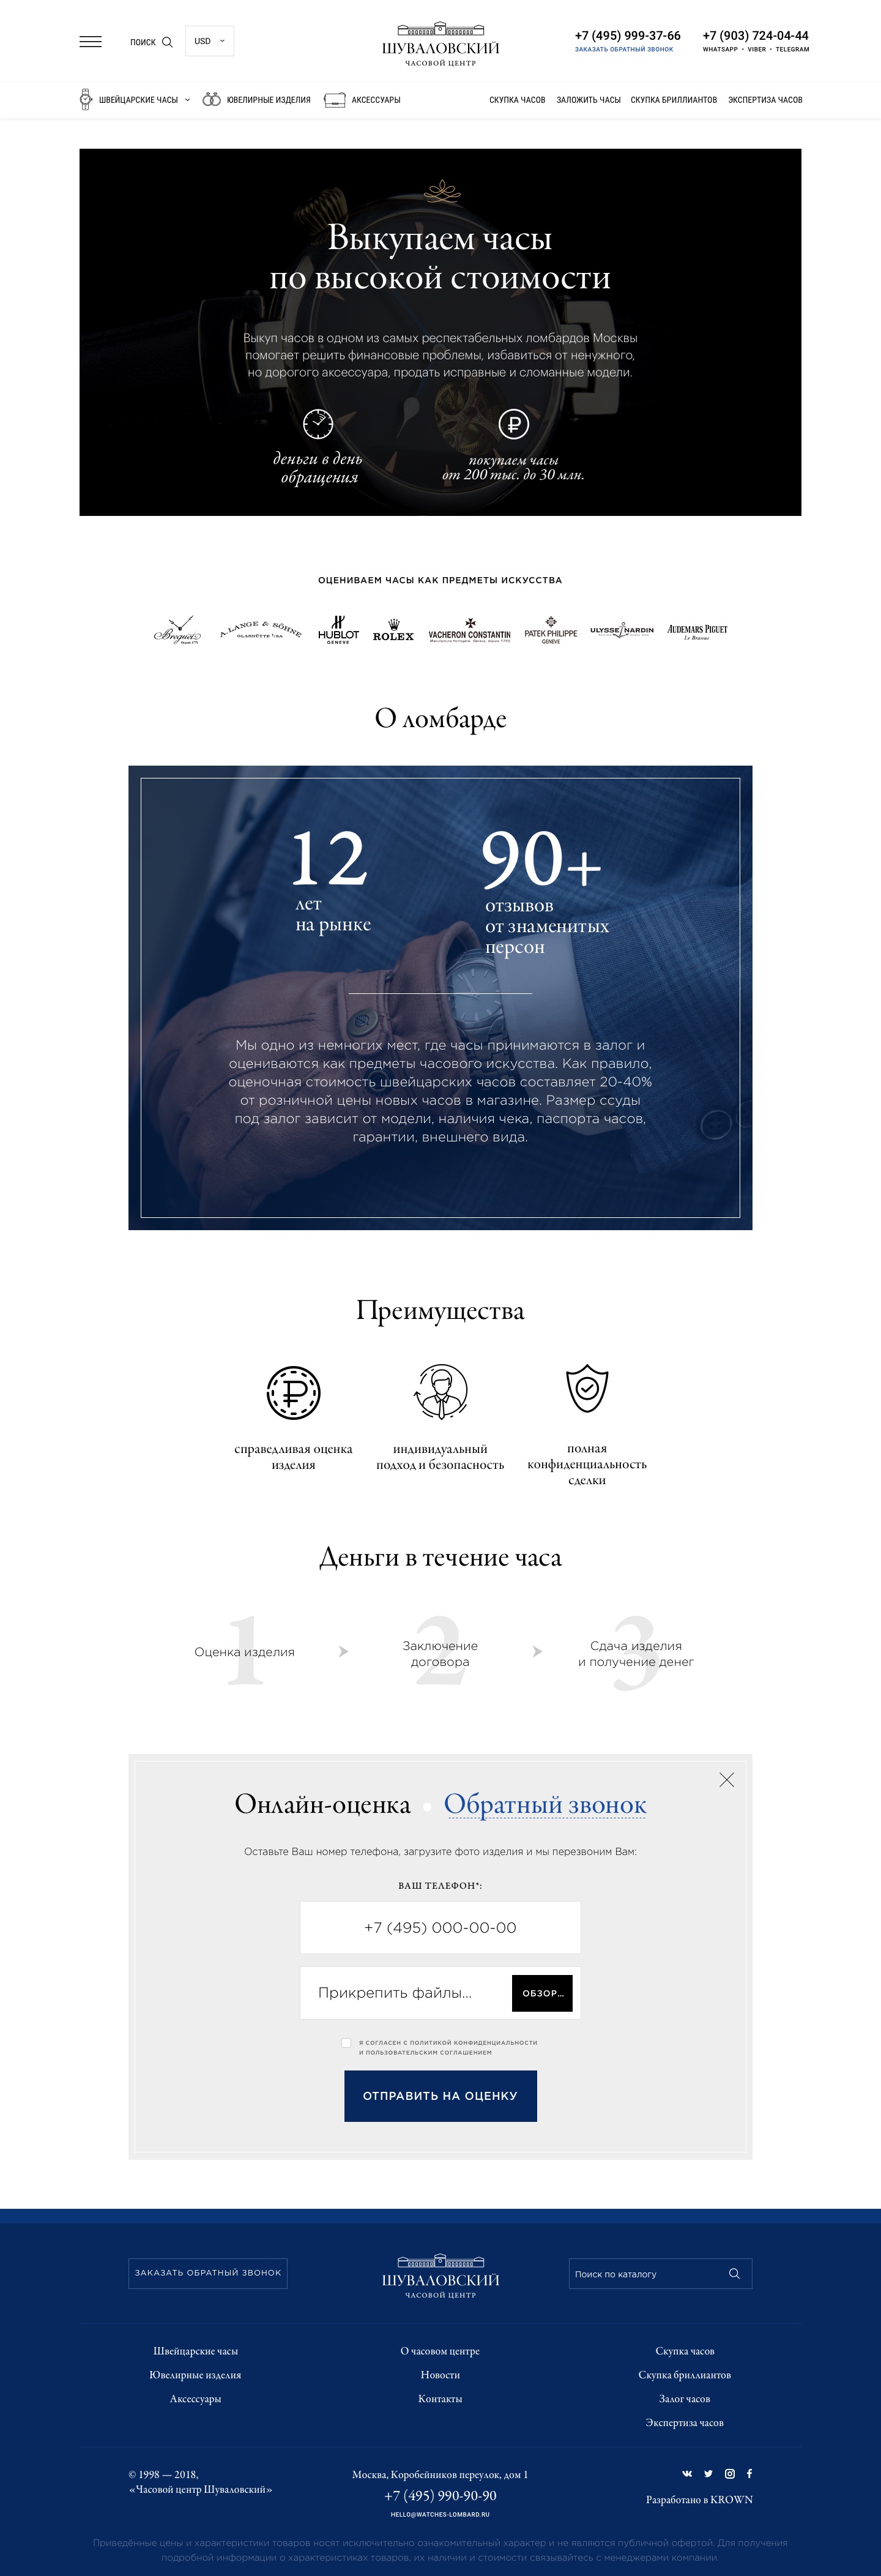 ПОИСК
USD
ШУВАЛОВСКИЙ
ЧАСОВОЙ ЦЕНТР
+7 (495) 999-37-66
ЗАКАЗАТЬ ОБРАТНЫЙ ЗВОНОК
+7 (903) 724-04-44
WHATSAPP • VIBER • TELEGRAM
ШВЕЙЦАРСКИЕ ЧАСЫ
ЮВЕЛИРНЫЕ ИЗДЕЛИЯ
АКСЕССУАРЫ
СКУПКА ЧАСОВ
ЗАЛОЖИТЬ ЧАСЫ
СКУПКА БРИЛЛИАНТОВ
ЭКСПЕРТИЗА ЧАСОВ
Выкупаем часы
по высокой стоимости
Выкуп часов в одном из самых респектабельных ломбардов Москвы
помогает решить финансовые проблемы, избавиться от ненужного,
но дорогого аксессуара, продать исправные и сломанные модели.
деньги в день
обращения
покупаем часы
от 200 тыс. до 30 млн.
ОЦЕНИВАЕМ ЧАСЫ КАК ПРЕДМЕТЫ ИСКУССТВА
Breguet
Depuis 1775
A. LANGE & SÖHNE
GLASHÜTTE I/SA
HUBLOT
GENEVE
ROLEX
VACHERON CONSTANTIN
Manufacture Horlogère. Genève, depuis 1755.
PATEK PHILIPPE
GENEVE
ULYSSE NARDIN
AUDEMARS PIGUET
Le Brassus
О ломбарде
12
лет
на рынке
90+
отзывов
от знаменитых
персон
Мы одно из немногих мест, где часы принимаются в залог и
оцениваются как предметы часового искусства. Как правило,
оценочная стоимость швейцарских часов составляет 20-40%
от розничной цены новых часов в магазине. Размер ссуды
под залог зависит от модели, наличия чека, паспорта часов,
гарантии, внешнего вида.
Преимущества
справедливая оценка
изделия
индивидуальный
подход и безопасность
полная
конфиденциальность
сделки
Деньги в течение часа
1
Оценка изделия
2
Заключение
договора
3
Сдача изделия
и получение денег
Онлайн-оценка • Обратный звонок
Оставьте Ваш номер телефона, загрузите фото изделия и мы перезвоним Вам:
ВАШ ТЕЛЕФОН*:
+7 (495) 000-00-00
Прикрепить файлы...
ОБЗОР...
Я СОГЛАСЕН С ПОЛИТИКОЙ КОНФИДЕНЦИАЛЬНОСТИ
И ПОЛЬЗОВАТЕЛЬСКИМ СОГЛАШЕНИЕМ
ОТПРАВИТЬ НА ОЦЕНКУ
ЗАКАЗАТЬ ОБРАТНЫЙ ЗВОНОК
ШУВАЛОВСКИЙ
ЧАСОВОЙ ЦЕНТР
Поиск по каталогу
Швейцарские часы
Ювелирные изделия
Аксессуары
О часовом центре
Новости
Контакты
Скупка часов
Скупка бриллиантов
Залог часов
Экспертиза часов
© 1998 — 2018,
«Часовой центр Шуваловский»
Москва, Коробейников переулок, дом 1
+7 (495) 990-90-90
HELLO@WATCHES-LOMBARD.RU
Разработано в KROWN
Приведённые цены и характеристики товаров носят исключительно ознакомительный характер и не являются публичной офертой. Для получения
подробной информации о характеристиках товаров, их наличии и стоимости связывайтесь с менеджерами компании.